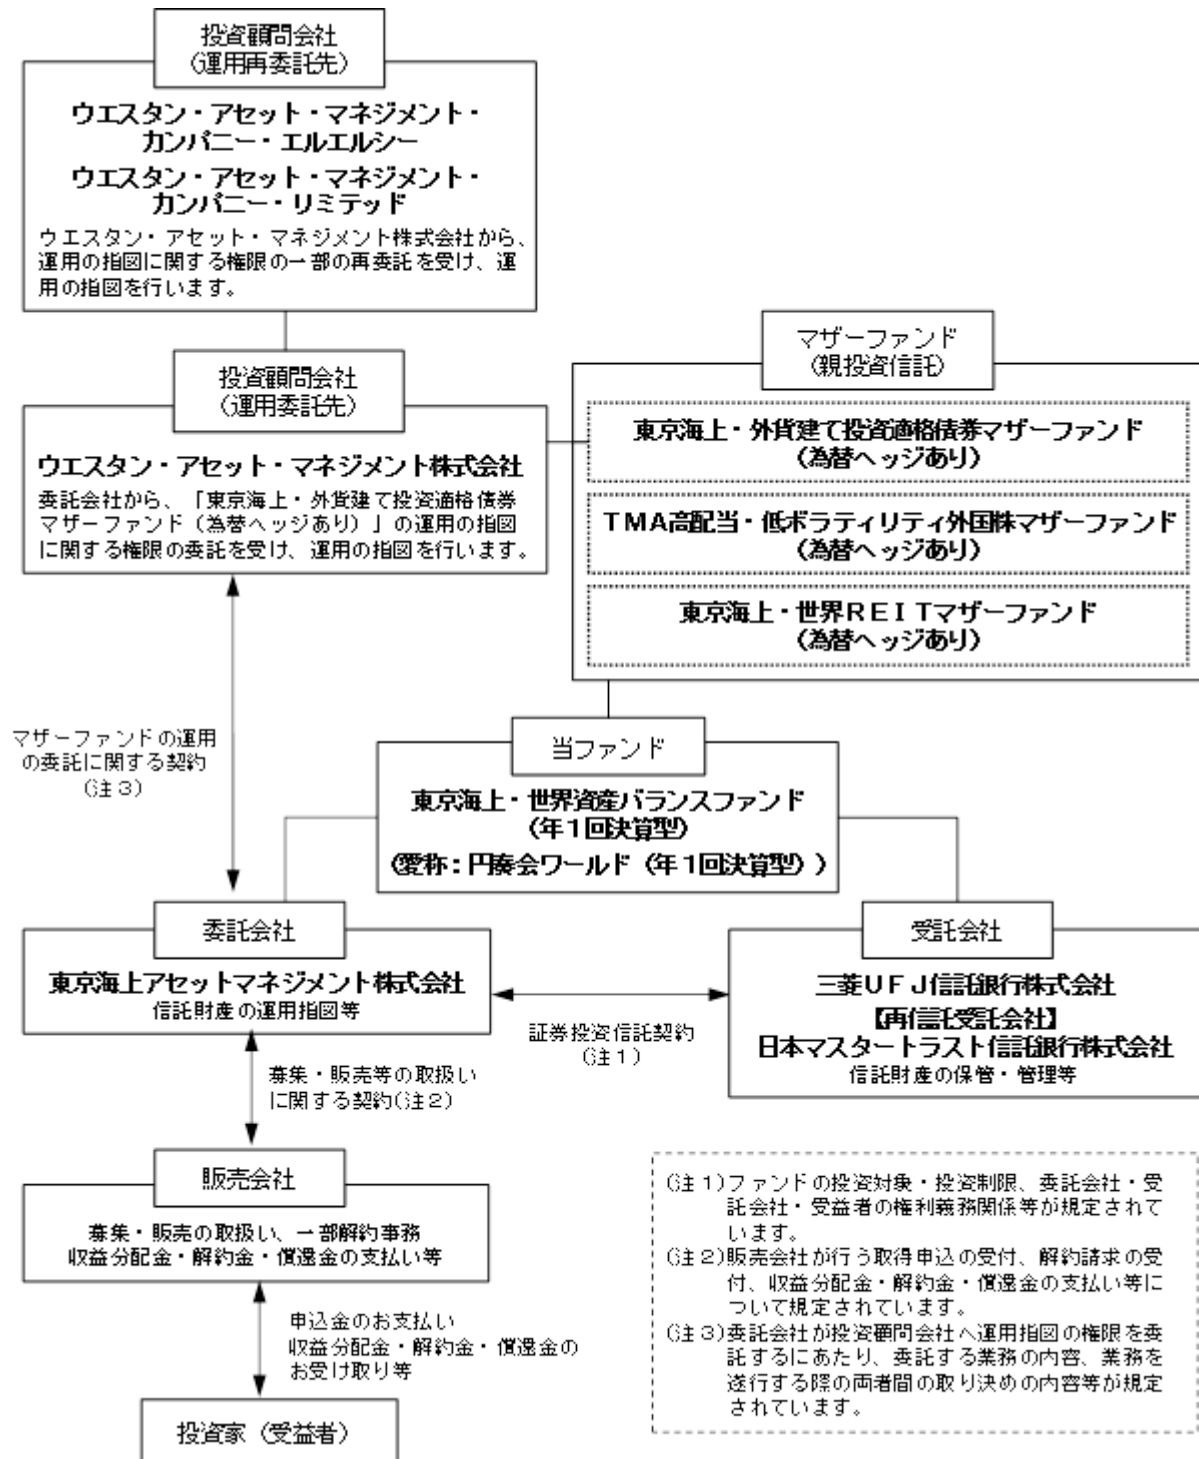 投資顧問会社
（運用再委託先）
ウエスタン・アセット・マネジメント・
カンパニー・エルエルシー
ウエスタン・アセット・マネジメント・
カンパニー・リミテッド
ウエスタン・アセット・マネジメント株式会社から、
運用の指図に関する権限の一部の再委託を受け、運
用の指図を行います。
投資顧問会社
（運用委託先）
ウエスタン・アセット・マネジメント株式会社
委託会社から、「東京海上・外貨建て投資適格債券
マザーファンド（為替ヘッジあり）」の運用の指図
に関する権限の委託を受け、運用の指図を行います。
マザーファンド
（親投資信託）
東京海上・外貨建て投資適格債券マザーファンド
（為替ヘッジあり）
ＴＭＡ高配当・低ボラティリティ外国株マザーファンド
（為替ヘッジあり）
東京海上・世界ＲＥＩＴマザーファンド
（為替ヘッジあり）
マザーファンドの運用
の委託に関する契約
（注３）
当ファンド
東京海上・世界資産バランスファンド
（年１回決算型）
（愛称：円奏会ワールド（年１回決算型））
委託会社
東京海上アセットマネジメント株式会社
信託財産の運用指図等
証券投資信託契約
（注１）
受託会社
三菱ＵＦＪ信託銀行株式会社
【再信託受託会社】
日本マスタートラスト信託銀行株式会社
信託財産の保管・管理等
募集・販売等の取扱い
に関する契約（注２）
販売会社
募集・販売の取扱い、一部解約事務
収益分配金・解約金・償還金の支払い等
申込金のお支払い
収益分配金・解約金・償還金の
お受け取り等
投資家（受益者）
（注１）ファンドの投資対象・投資制限、委託会社・受
託会社・受益者の権利義務関係等が規定されて
います。
（注２）販売会社が行う取得申込の受付、解約請求の受
付、収益分配金・解約金・償還金の支払い等に
ついて規定されています。
（注３）委託会社が投資顧問会社へ運用指図の権限を委
託するにあたり、委託する業務の内容、業務を
遂行する際の両者間の取り決めの内容等が規定
されています。